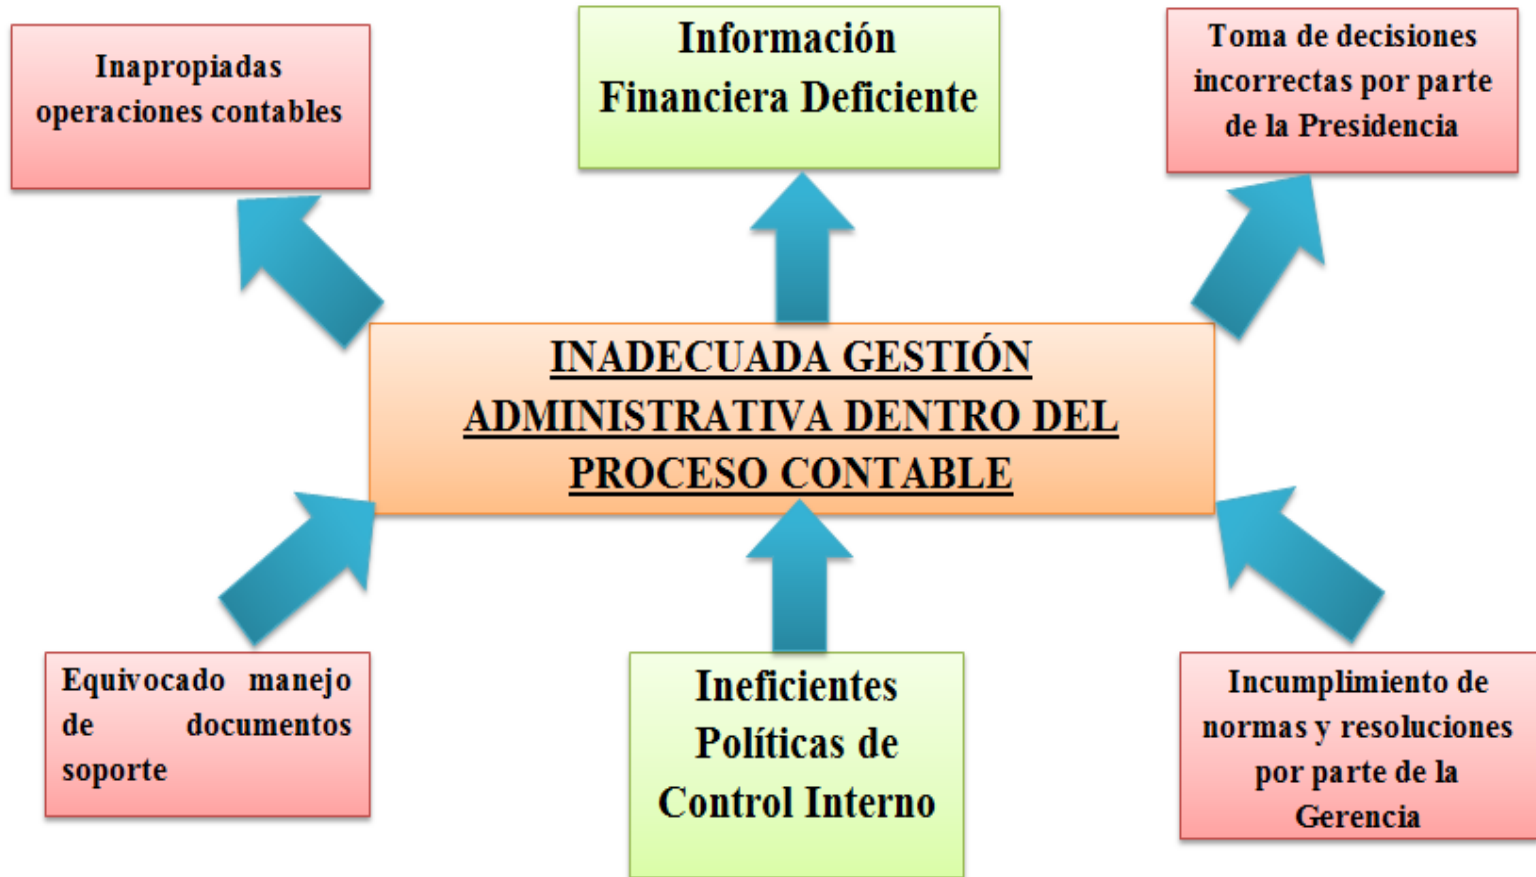 Inapropiadas
operaciones contables
Información
Financiera Deficiente
Toma de decisiones
incorrectas por parte
de la Presidencia
INADECUADA GESTIÓN
ADMINISTRATIVA DENTRO DEL
PROCESO CONTABLE
Equivocado manejo
de documentos
soporte
Ineficientes
Políticas de
Control Interno
Incumplimiento de
normas y resoluciones
por parte de la
Gerencia